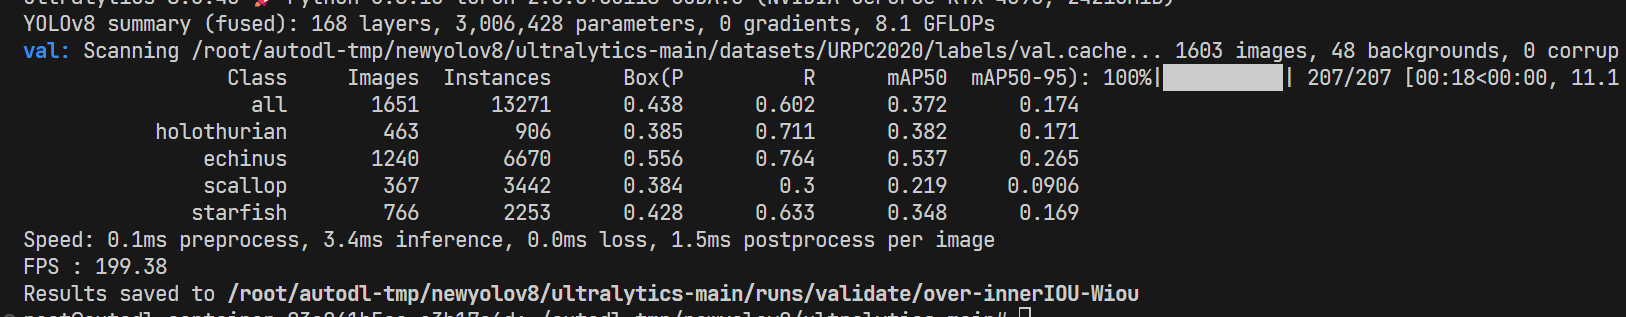 YOLOv8 summary (fused): 168 layers, 3,006,428 parameters, 0 gradients, 8.1 GFLOPs
val: Scanning /root/autodl-tmp/newyolov8/ultralytics-main/datasets/URPC2020/labels/val.cache... 1603 images, 48 backgrounds, 0 corrup
Class Images Instances Box(P R mAP50 mAP50-95): 100%|██████████| 207/207 [00:18<00:00, 11.1
all 1651 13271 0.438 0.602 0.372 0.174
holothurian 463 906 0.385 0.711 0.382 0.171
echinus 1240 6670 0.556 0.764 0.537 0.265
scallop 367 3442 0.384 0.3 0.219 0.0906
starfish 766 2253 0.428 0.633 0.348 0.169
Speed: 0.1ms preprocess, 3.4ms inference, 0.0ms loss, 1.5ms postprocess per image
FPS : 199.38
Results saved to /root/autodl-tmp/newyolov8/ultralytics-main/runs/validate/over-innerIOU-Wiou